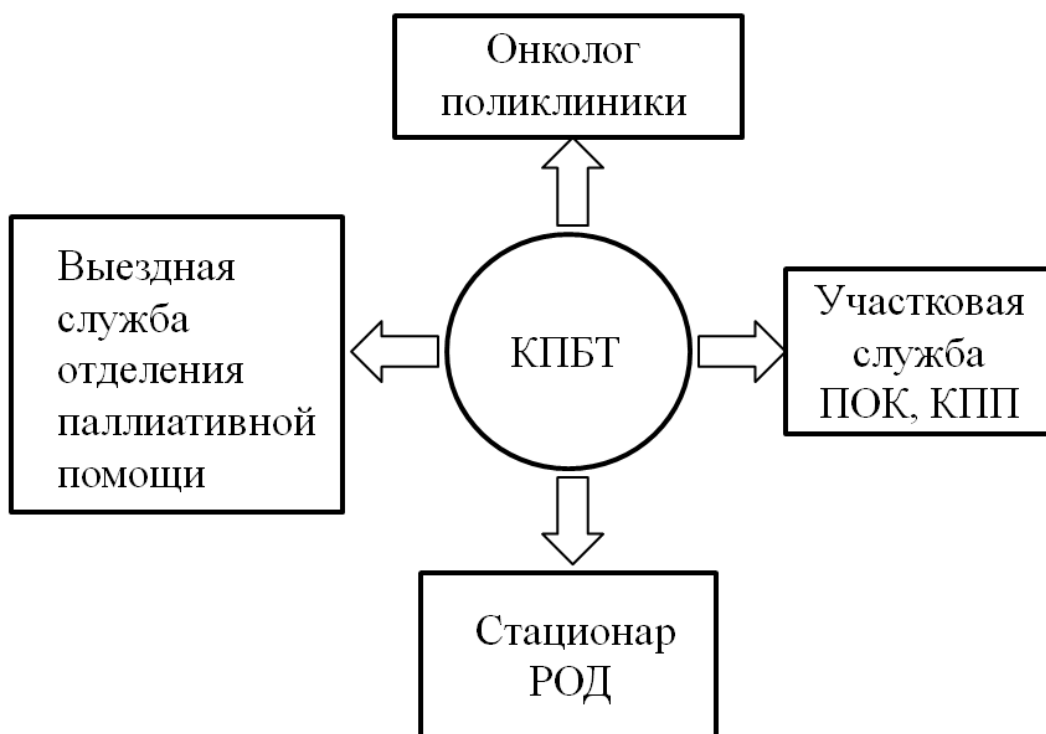 Онколог
поликлиники
Выездная
служба
отделения
паллиативной
помощи
КПБТ
Участковая
служба
ПОК, КПП
Стационар
РОД